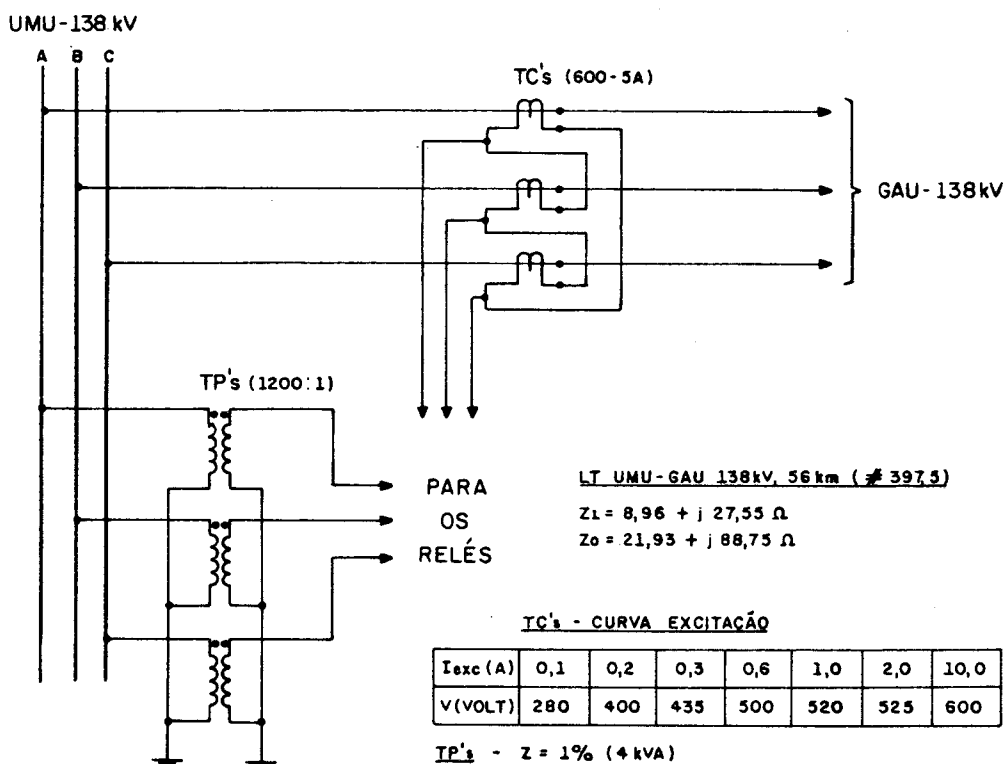 UMU-138 kV
A B C
TC's (600-5A)
GAU-138 kV
TP's (1200:1)
PARA
OS
RELÉS
LT UMU-GAU 138kV, 56 km (# 397,5)
Z1 = 8,96 + j 27,55 Ω
Z0 = 21,93 + j 88,75 Ω
TC's - CURVA EXCITAÇÃO
Iexc (A) 0,1 0,2 0,3 0,6 1,0 2,0 10,0
V (VOLT) 280 400 435 500 520 525 600
TP's - Z = 1% (4 kVA)